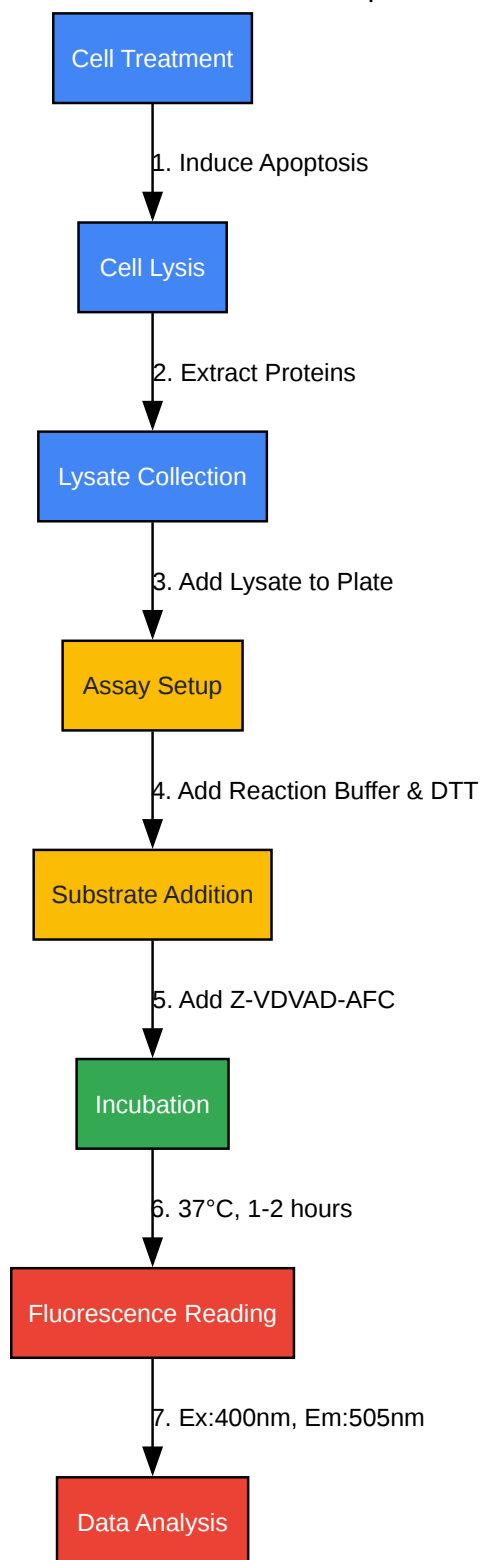 Cell Treatment
1. Induce Apoptosis
Cell Lysis
2. Extract Proteins
Lysate Collection
3. Add Lysate to Plate
Assay Setup
4. Add Reaction Buffer & DTT
Substrate Addition
5. Add Z-VDVAD-AFC
Incubation
6. 37°C, 1-2 hours
Fluorescence Reading
7. Ex:400nm, Em:505nm
Data Analysis